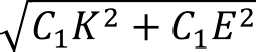 √(C₁K² + C₁E²)